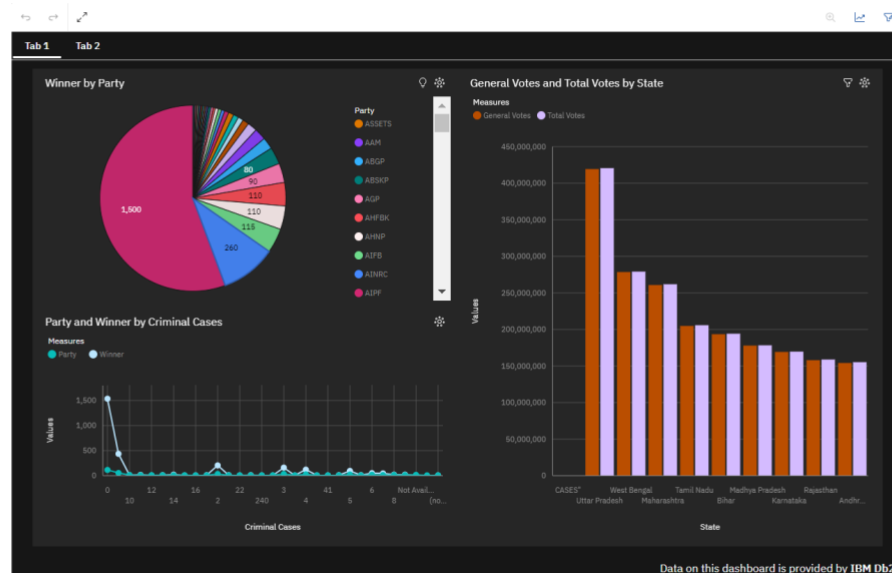 Tab 1
Tab 2
Winner by Party
1,500
80
90
110
110
115
260
Party
ASSETS
AAM
ABGP
ABSKP
AGP
AHFBK
AHNP
AIFB
AINRC
AIPF
Party and Winner by Criminal Cases
Measures
Party Winner
Values
1,500
1,000
500
0
0 12 16 22 3 41 6 Not Avail...
10 14 2 240 4 5 8 (no...
Criminal Cases
General Votes and Total Votes by State
Measures
General Votes Total Votes
Values
450,000,000
400,000,000
350,000,000
300,000,000
250,000,000
200,000,000
150,000,000
100,000,000
50,000,000
0
CASES" West Bengal Tamil Nadu Madhya Pradesh Rajasthan
Uttar Pradesh Maharashtra Bihar Karnataka Andhr...
State
Data on this dashboard is provided by IBM Db2